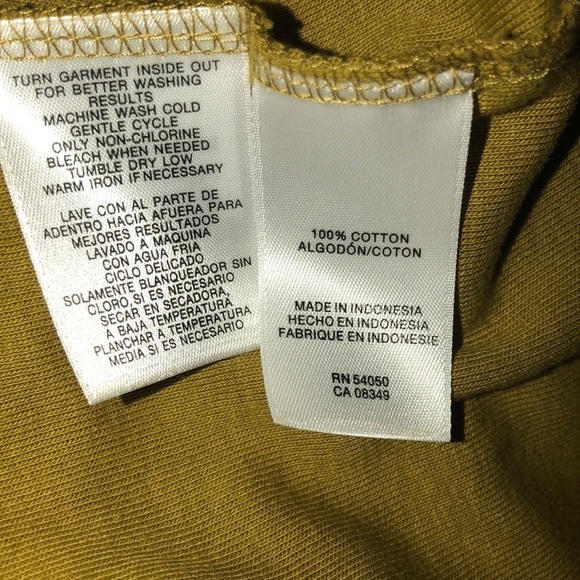 TURN GARMENT INSIDE OUT
FOR BETTER WASHING
RESULTS
MACHINE WASH COLD
GENTLE CYCLE
ONLY NON-CHLORINE
BLEACH WHEN NEEDED
TUMBLE DRY LOW
WARM IRON IF NECESSARY
LAVE CON AL PARTE DE
ADENTRO HACIA AFUERA PARA
MEJORES RESULTADOS
LAVADO A MAQUINA
CON AGUA FRIA
CICLO DELICADO
SOLAMENTE BLANQUEADOR SIN
CLORO, SI ES NECESARIO
SECAR EN SECADORA,
A BAJA TEMPERATURA
PLANCHAR A TEMPERATURA
MEDIA SI ES NECESARIO
100% COTTON
ALGODÓN/COTON
MADE IN INDONESIA
HECHO EN INDONESIA
FABRIQUE EN INDONESIE
RN 54050
CA 08349